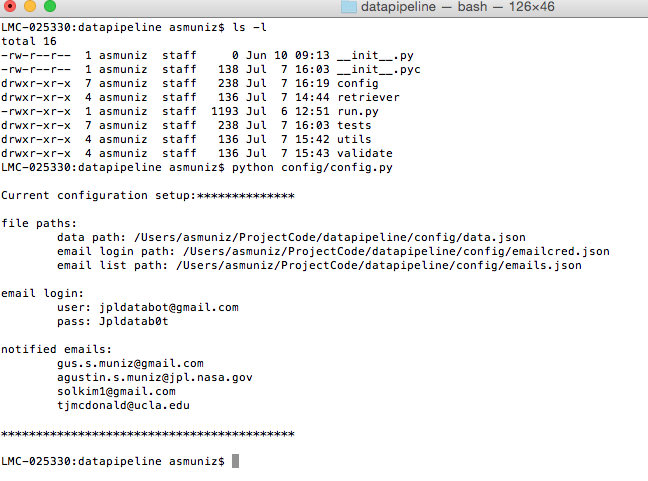 datapipeline — bash — 126×46
LMC-025330:datapipeline asmuniz$ ls -l
total 16
-rw-r--r--  1 asmuniz  staff     0 Jun 10 09:13 __init__.py
-rw-r--r--  1 asmuniz  staff   138 Jul  7 16:03 __init__.pyc
drwxr-xr-x  7 asmuniz  staff   238 Jul  7 16:19 config
drwxr-xr-x  4 asmuniz  staff   136 Jul  7 14:44 retriever
-rw-r--r--  1 asmuniz  staff  1193 Jul  6 12:51 run.py
drwxr-xr-x  7 asmuniz  staff   238 Jul  7 16:03 tests
drwxr-xr-x  4 asmuniz  staff   136 Jul  7 15:42 utils
drwxr-xr-x  4 asmuniz  staff   136 Jul  7 15:43 validate
LMC-025330:datapipeline asmuniz$ python config/config.py
Current configuration setup:**************
file paths:
data path: /Users/asmuniz/ProjectCode/datapipeline/config/data.json
email login path: /Users/asmuniz/ProjectCode/datapipeline/config/emailcred.json
email list path: /Users/asmuniz/ProjectCode/datapipeline/config/emails.json
email login:
user: jpldatabot@gmail.com
pass: Jpldatab0t
notified emails:
gus.s.muniz@gmail.com
agustin.s.muniz@jpl.nasa.gov
solkim1@gmail.com
tjmcdonald@ucla.edu
******************************************
LMC-025330:datapipeline asmuniz$